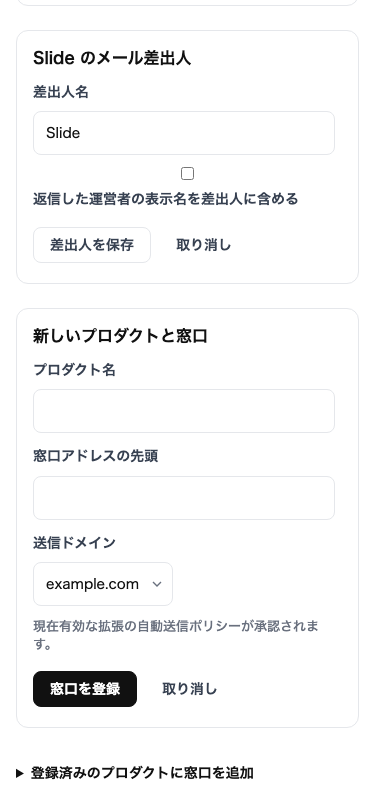 Slide のメール差出人
差出人名
Slide
返信した運営者の表示名を差出人に含める
差出人を保存 取り消し
新しいプロダクトと窓口
プロダクト名
窓口アドレスの先頭
送信ドメイン
example.com
現在有効な拡張の自動送信ポリシーが承認されま
す。
窓口を登録 取り消し
▶ 登録済みのプロダクトに窓口を追加